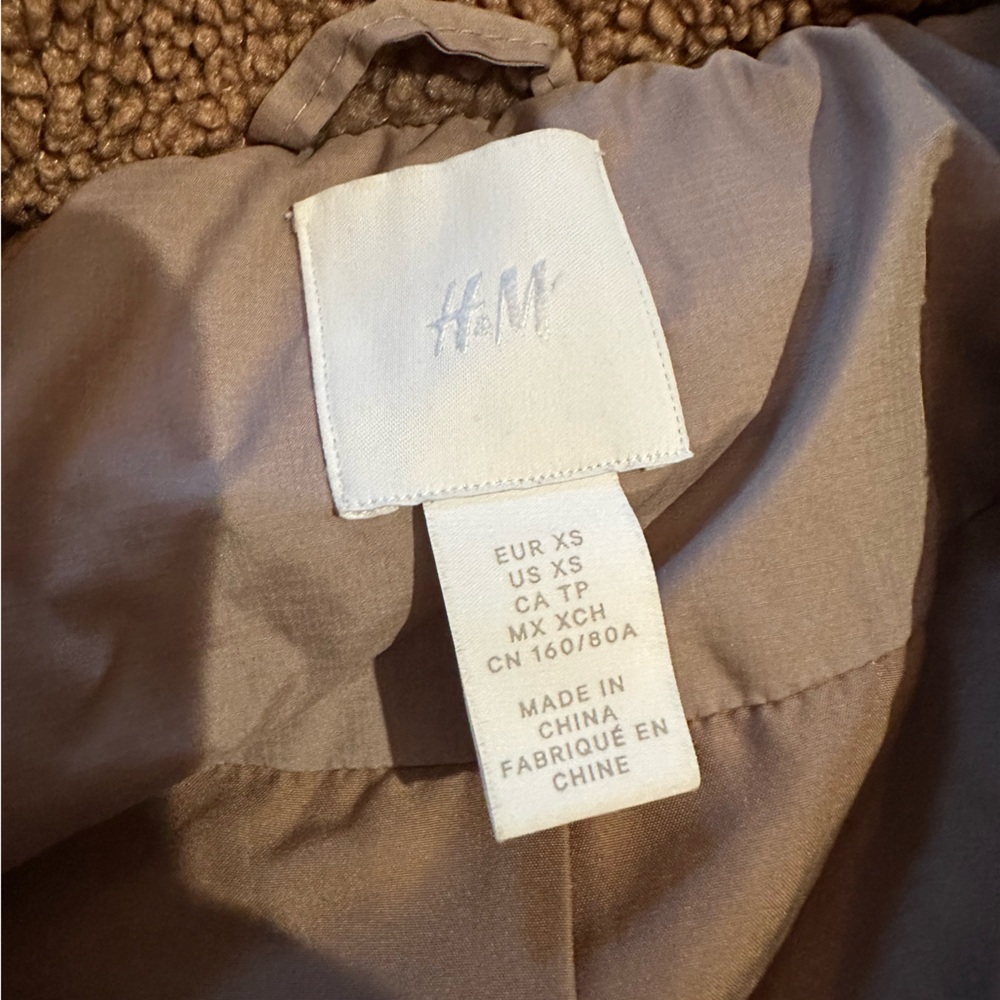 H&M
EUR XS
US XS
CA TP
MX XCH
CN 160/80A
MADE IN
CHINA
FABRIQUÉ EN
CHINE